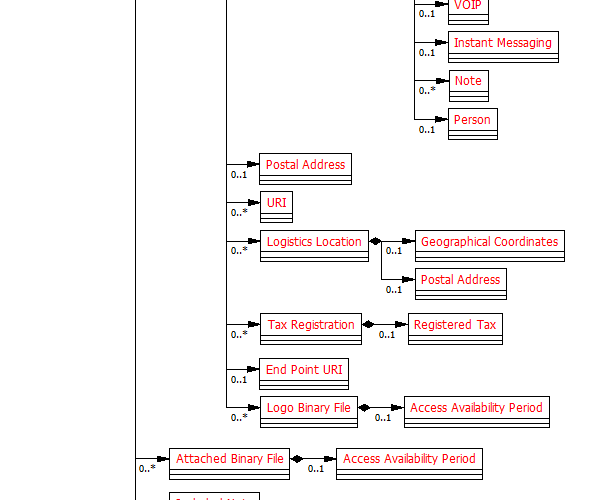 VOIP
0..1
Instant Messaging
0..1
Note
0..*
Person
0..1
Postal Address
0..1
URI
0..*
Logistics Location
0..*
Geographical Coordinates
0..1
Postal Address
0..1
Tax Registration
0..*
Registered Tax
0..1
End Point URI
0..1
Logo Binary File
0..*
Access Availability Period
0..1
Attached Binary File
0..*
Access Availability Period
0..1